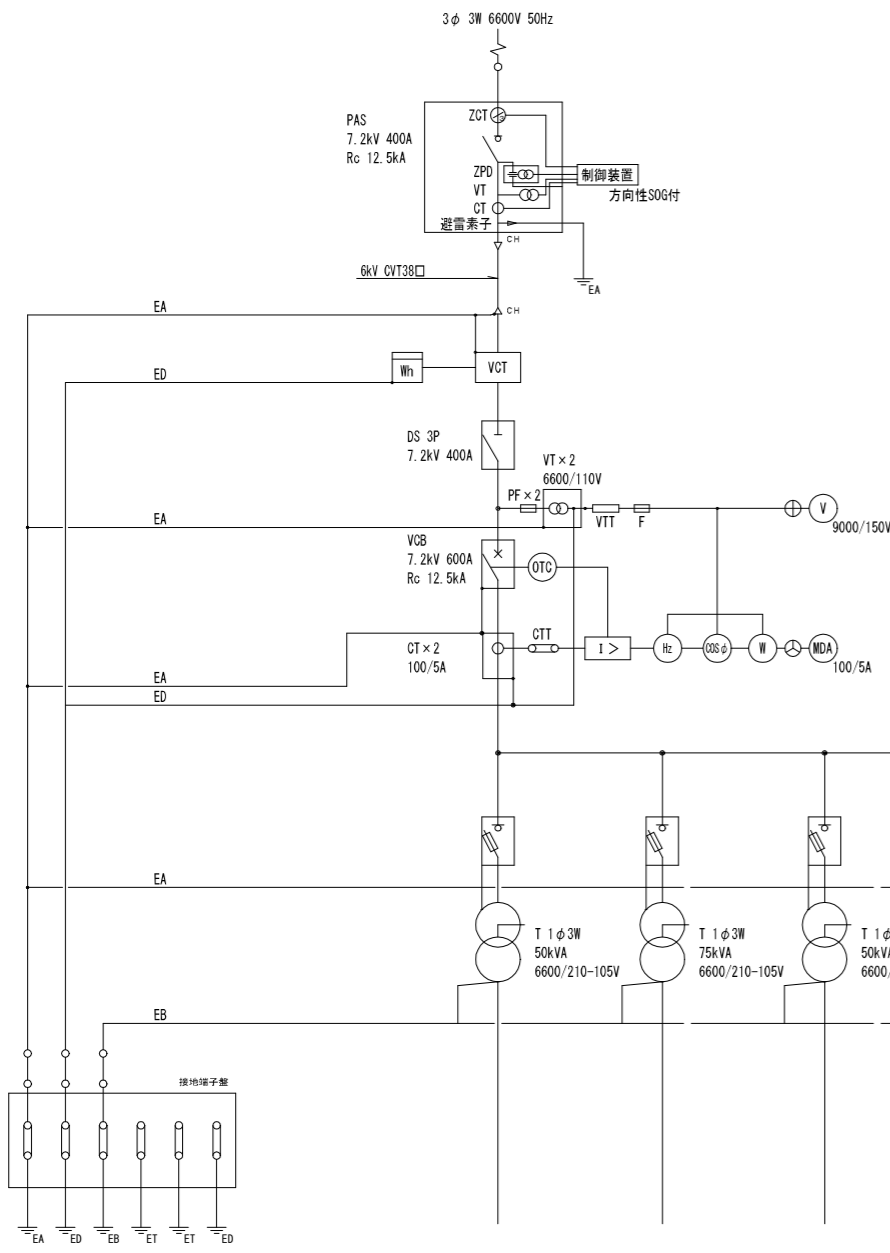 3φ 3W 6600V 50Hz
PAS
7.2kV 400A
Rc 12.5kA
ZCT
3
ZPD
VT
CT
避雷素子
制御装置
方向性SOG付
CH
EA
6kV CVT38□
CH
EA
Wh
VCT
ED
DS 3P
7.2kV 400A
VT×2
6600/110V
PF×2
VTT
F
V
9000/150V
EA
VCB
7.2kV 600A
Rc 12.5kA
OTC
CT×2
100/5A
CTT
I >
Hz
COSφ
W
MDA
100/5A
EA
ED
EA
T 1φ3W
50kVA
6600/210-105V
T 1φ3W
75kVA
6600/210-105V
T 1φ
50kVA
6600/
EB
接地端子盤
EA
ED
EB
ET
ET
ED